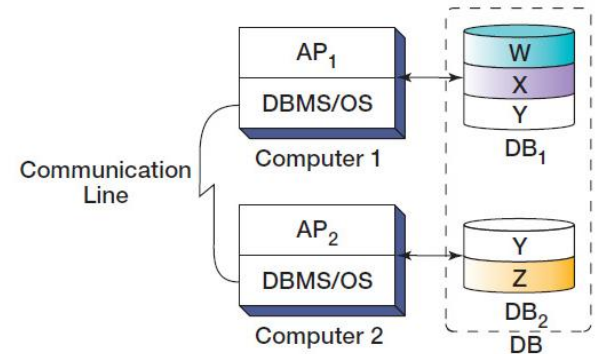 AP1
DBMS/OS
Computer 1
W
X
Y
DB1
Communication
Line
AP2
DBMS/OS
Computer 2
Y
Z
DB2
DB